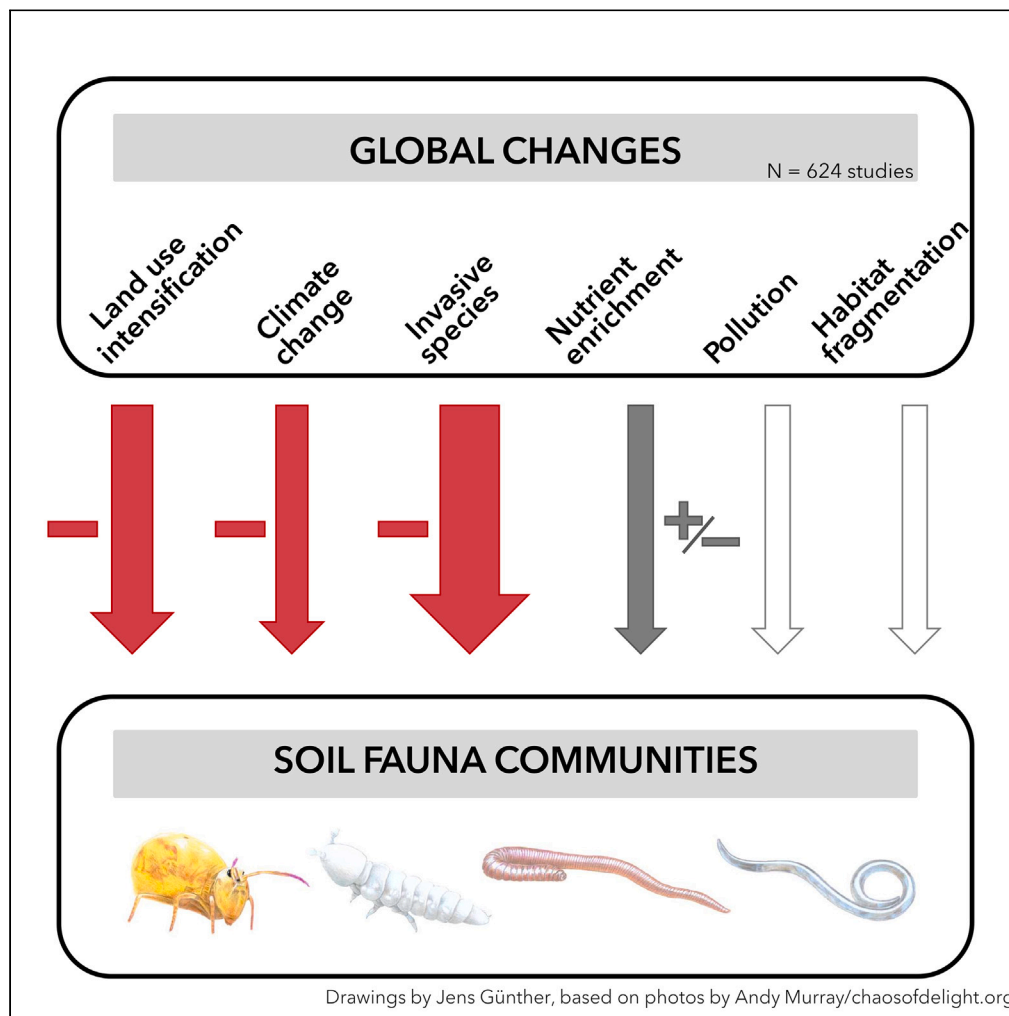 GLOBAL CHANGES
N = 624 studies
Land use
intensification
Climate
change
Invasive
species
Nutrient
enrichment
Pollution
Habitat
fragmentation
+/-
SOIL FAUNA COMMUNITIES
Drawings by Jens Günther, based on photos by Andy Murray/chaosofdelight.org